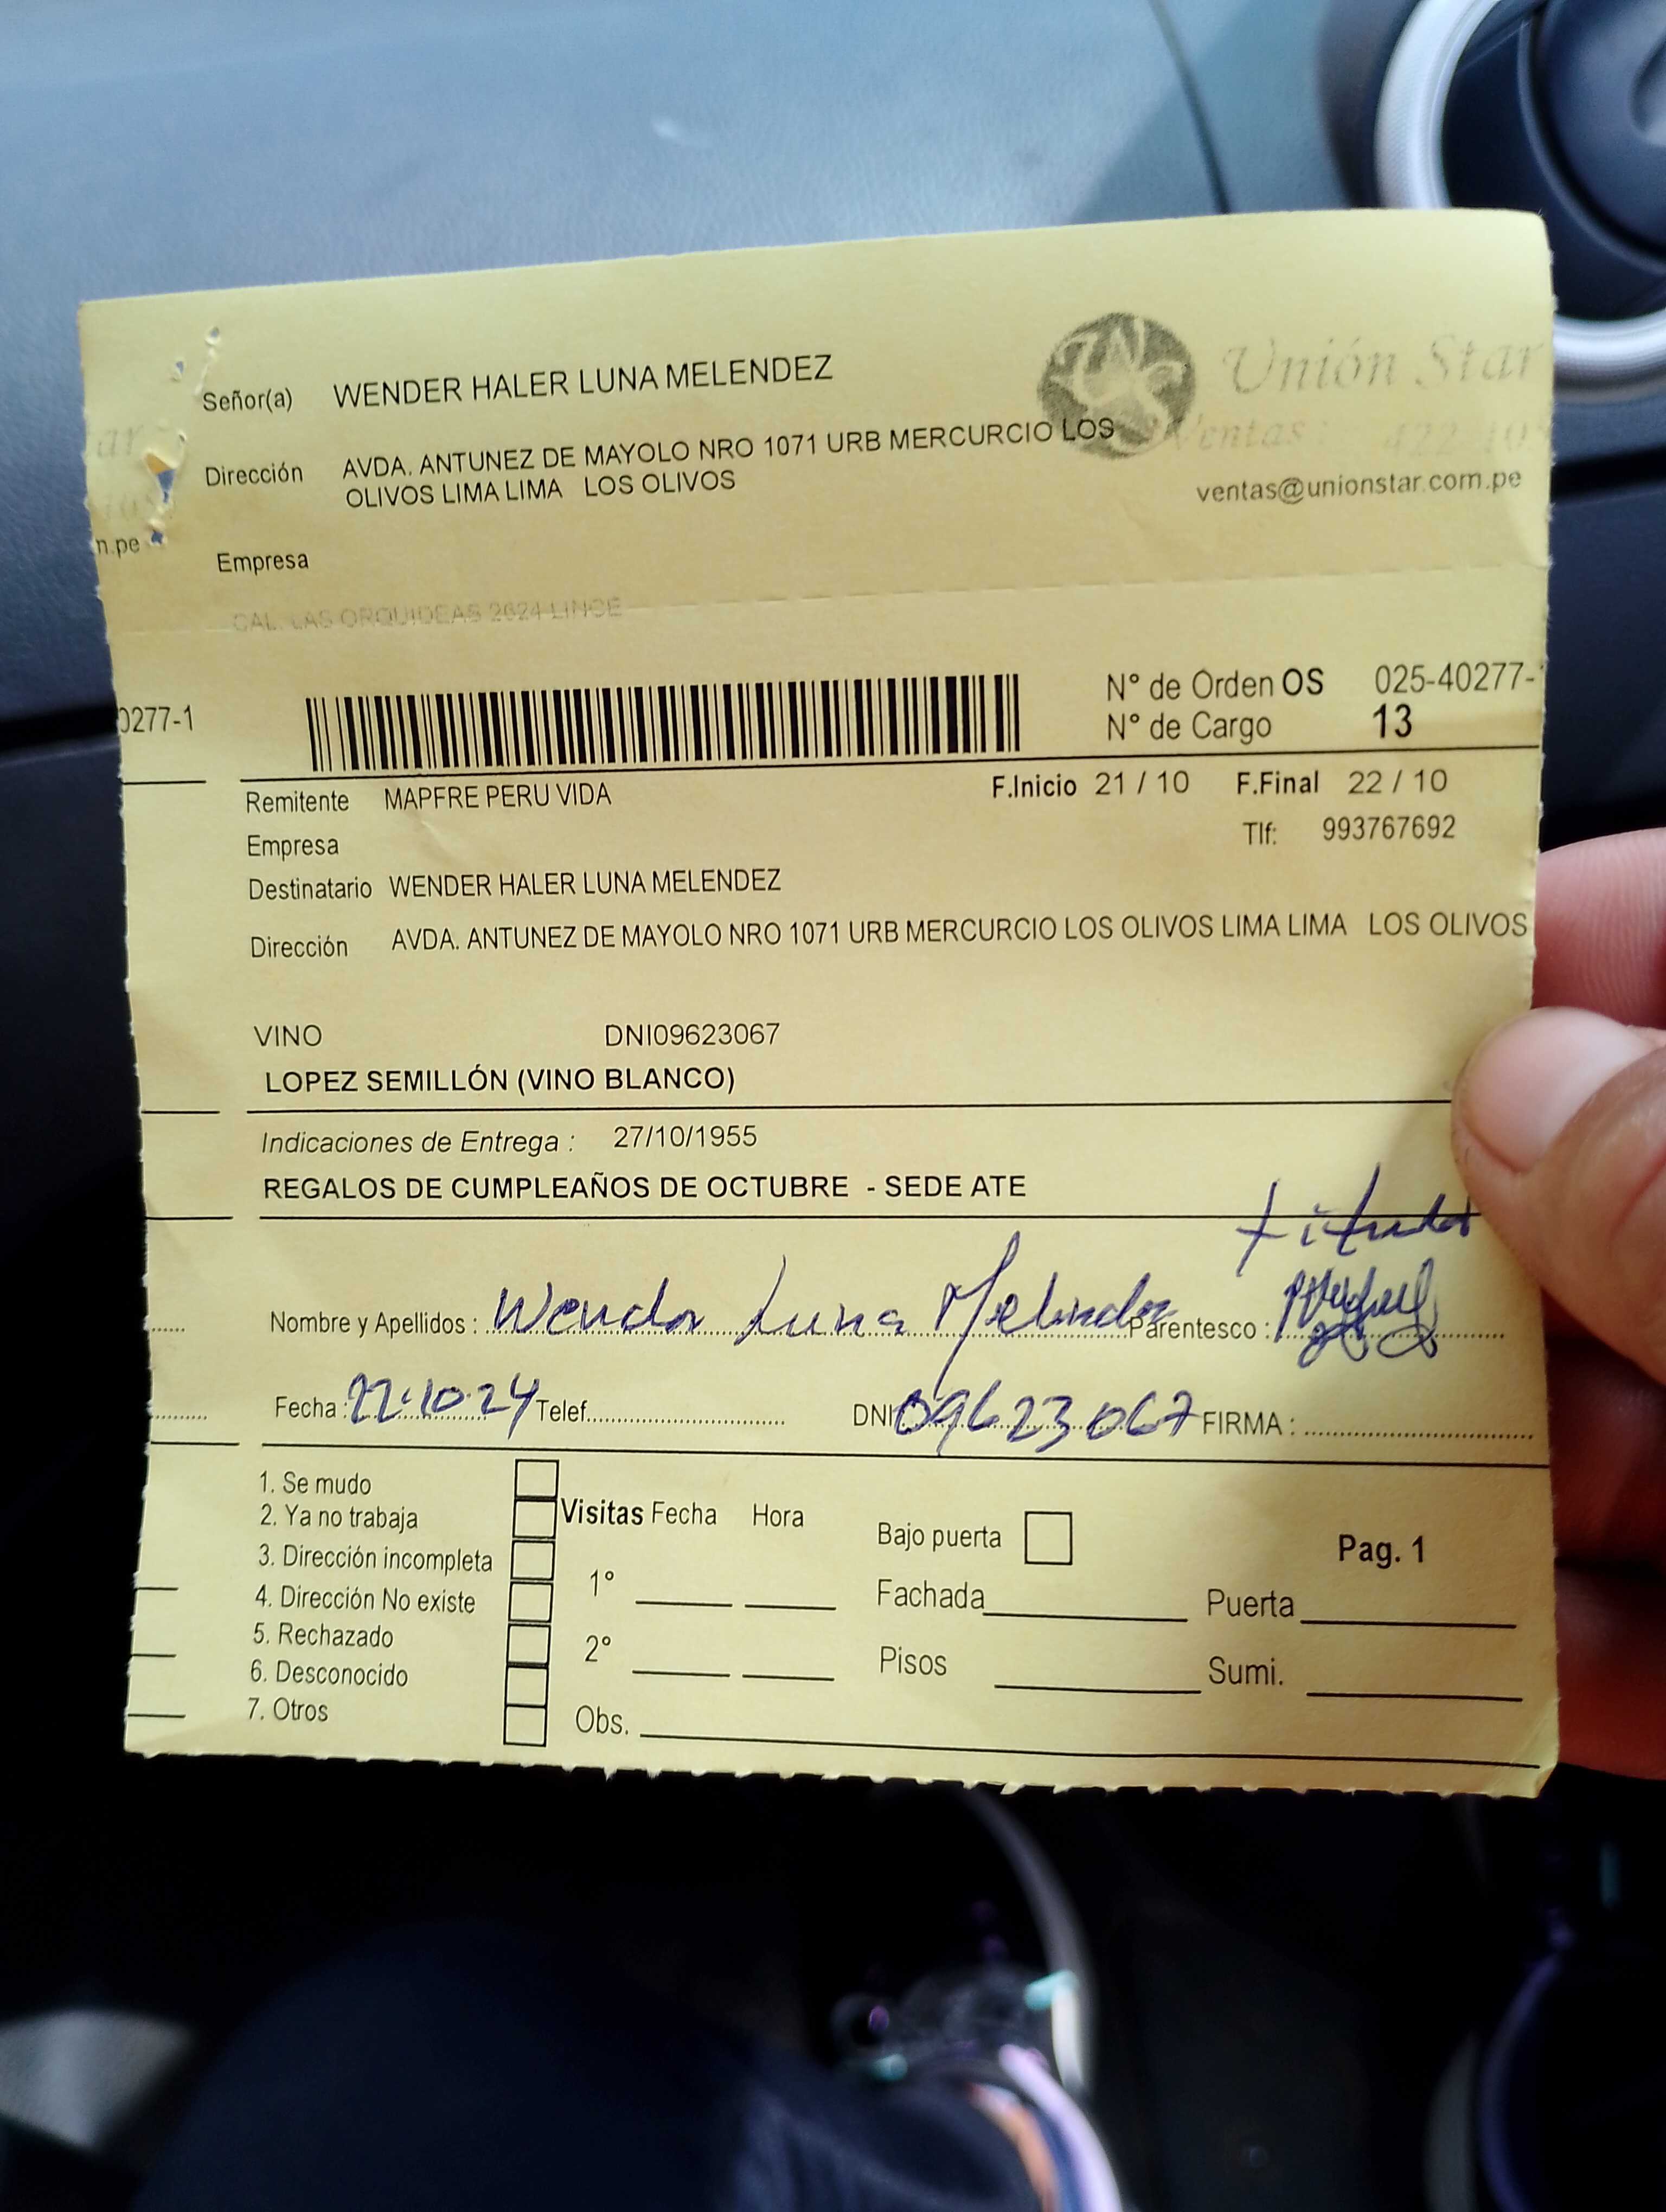 Señor(a) WENDER HALER LUNA MELENDEZ
Unión Star
Dirección AVDA. ANTUNEZ DE MAYOLO NRO 1071 URB MERCURCIO LOS
OLIVOS LIMA LIMA LOS OLIVOS
ar
Ventas:
ventas@unionstar.com.pe
n.pe
Empresa
CAL. LAS ORQUIDEAS 2624 LINCE
0277-1
N° de Orden OS 025-40277-
N° de Cargo 13
Remitente MAPFRE PERU VIDA F.Inicio 21 / 10 F.Final 22 / 10
Empresa Tlf: 993767692
Destinatario WENDER HALER LUNA MELENDEZ
Dirección AVDA. ANTUNEZ DE MAYOLO NRO 1071 URB MERCURCIO LOS OLIVOS LIMA LIMA LOS OLIVOS
VINO DNI09623067
LOPEZ SEMILLÓN (VINO BLANCO)
Indicaciones de Entrega : 27/10/1955
REGALOS DE CUMPLEAÑOS DE OCTUBRE - SEDE ATE
titular
Nombre y Apellidos : Wender Luna Melendez Parentesco :
Fecha : 22-10-24 Telef. DNI 09623067 FIRMA :
1. Se mudo
2. Ya no trabaja
3. Dirección incompleta
4. Dirección No existe
5. Rechazado
6. Desconocido
7. Otros
Visitas Fecha Hora
1°
2°
Obs.
Bajo puerta
Pag. 1
Fachada Puerta
Pisos Sumi.